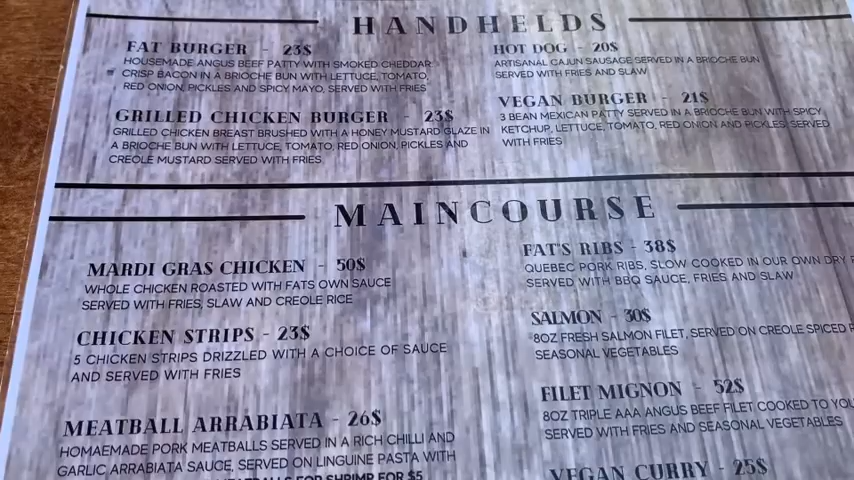 HANDHELDS
FAT BURGER - 23$
HOUSEMADE ANGUS BEEF PATTY WITH SMOKED CHEDDAR
CRISP BACON IN A BRIOCHE BUN WITH LETTUCE, TOMATO,
RED ONION, PICKLES AND SPICY MAYO, SERVED WITH FRIES
GRILLED CHICKEN BURGER - 23$
GRILLED CHICKEN BREAST BRUSHED WITH A HONEY MUSTARD GLAZE IN
A BRIOCHE BUN WITH LETTUCE, TOMATO, RED ONION, PICKLES AND
CREOLE MUSTARD SERVED WITH FRIES
HOT DOG - 20$
ARTISANAL CAJUN SAUSAGE SERVED IN A BRIOCHE BUN
SERVED WITH FRIES AND SLAW
VEGAN BURGER - 21$
3 BEAN MEXICAN PATTY SERVED IN A BRIOCHE BUN WITH SPICY
KETCHUP, LETTUCE, TOMATO, RED ONION AND PICKLES SERVED
WITH FRIES
MAINCOURSE
MARDI GRAS CHICKEN - 50$
WHOLE CHICKEN ROASTED WITH FATS OWN SAUCE
SERVED WITH FRIES, SLAW AND CREOLE RICE
CHICKEN STRIPS - 23$
5 CHICKEN STRIPS DRIZZLED WITH A CHOICE OF SAUCE
AND SERVED WITH FRIES
MEATBALL ARRABIATA - 26$
HOMAEMADE PORK MEATBALLS SERVED IN A RICH CHILLI AND
GARLIC ARRABIATA SAUCE, SERVED ON LINGUINE PASTA WITH
FOR SHRIMP FOR $5
FAT'S RIBS - 38$
QUEBEC PORK RIBS, SLOW COOKED IN OUR OWN DRY
SERVED WITH BBQ SAUCE, FRIES AND SLAW
SALMON - 30$
8OZ FRESH SALMON FILET, SERVED ON CREOLE SPICED
SEASONAL VEGETABLES
FILET MIGNON - 52$
8OZ TRIPLE AAA ANGUS BEEF FILET COOKED TO YOU
SERVED WITH FRIES AND SEASONAL VEGETABLES
VEGAN CURRY - 25$